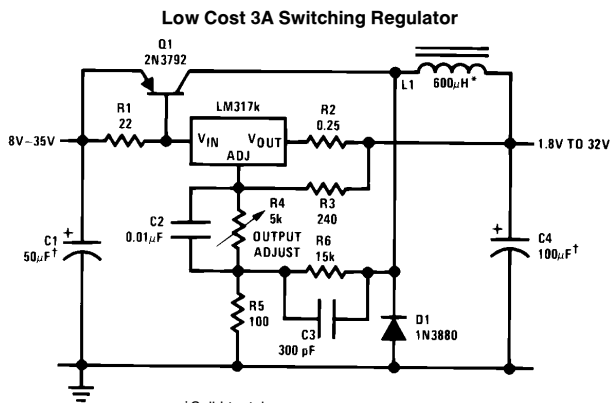 Low Cost 3A Switching Regulator
Q1
2N3792
L1
600μH*
R1
22
LM317k
VIN
VOUT
ADJ
R2
0.25
8V–35V
1.8V TO 32V
R4
5k
OUTPUT
ADJUST
R3
240
C2
0.01μF
C1
50μF†
+
R6
15k
+
C4
100μF†
R5
100
C3
300 pF
D1
1N3880